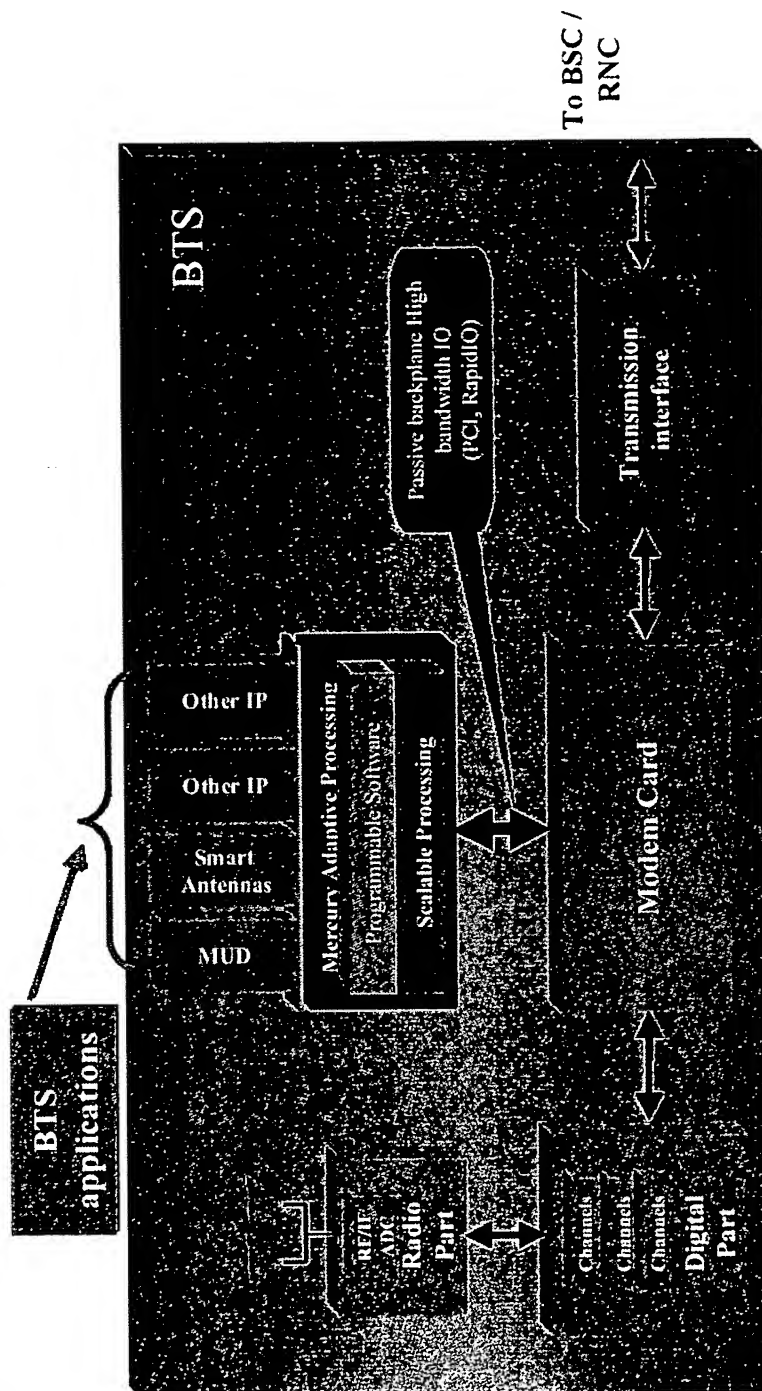 BTS
applications
BTS
MUD
Smart
Antennas
Other IP
Other IP
Mercury Adaptive Processing
Programmable Software
Scalable Processing
Passive backplane High
bandwidth IO
(PCI, RapidIO)
RF/IF
ADC
Radio
Part
Channels
Channels
Channels
Digital
Part
Modem Card
Transmission
interface
To BSC /
RNC